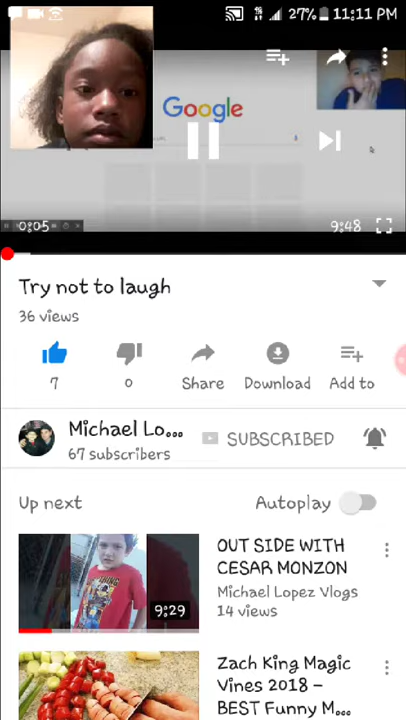 27% 11:11 PM
Google
0:05
9:48
Try not to laugh
36 views
7
0
Share
Download
Add to
Michael Lo...
SUBSCRIBED
67 subscribers
Up next
Autoplay
OUT SIDE WITH
CESAR MONZON
Michael Lopez Vlogs
14 views
9:29
Zach King Magic
Vines 2018 –
BEST Funny M...